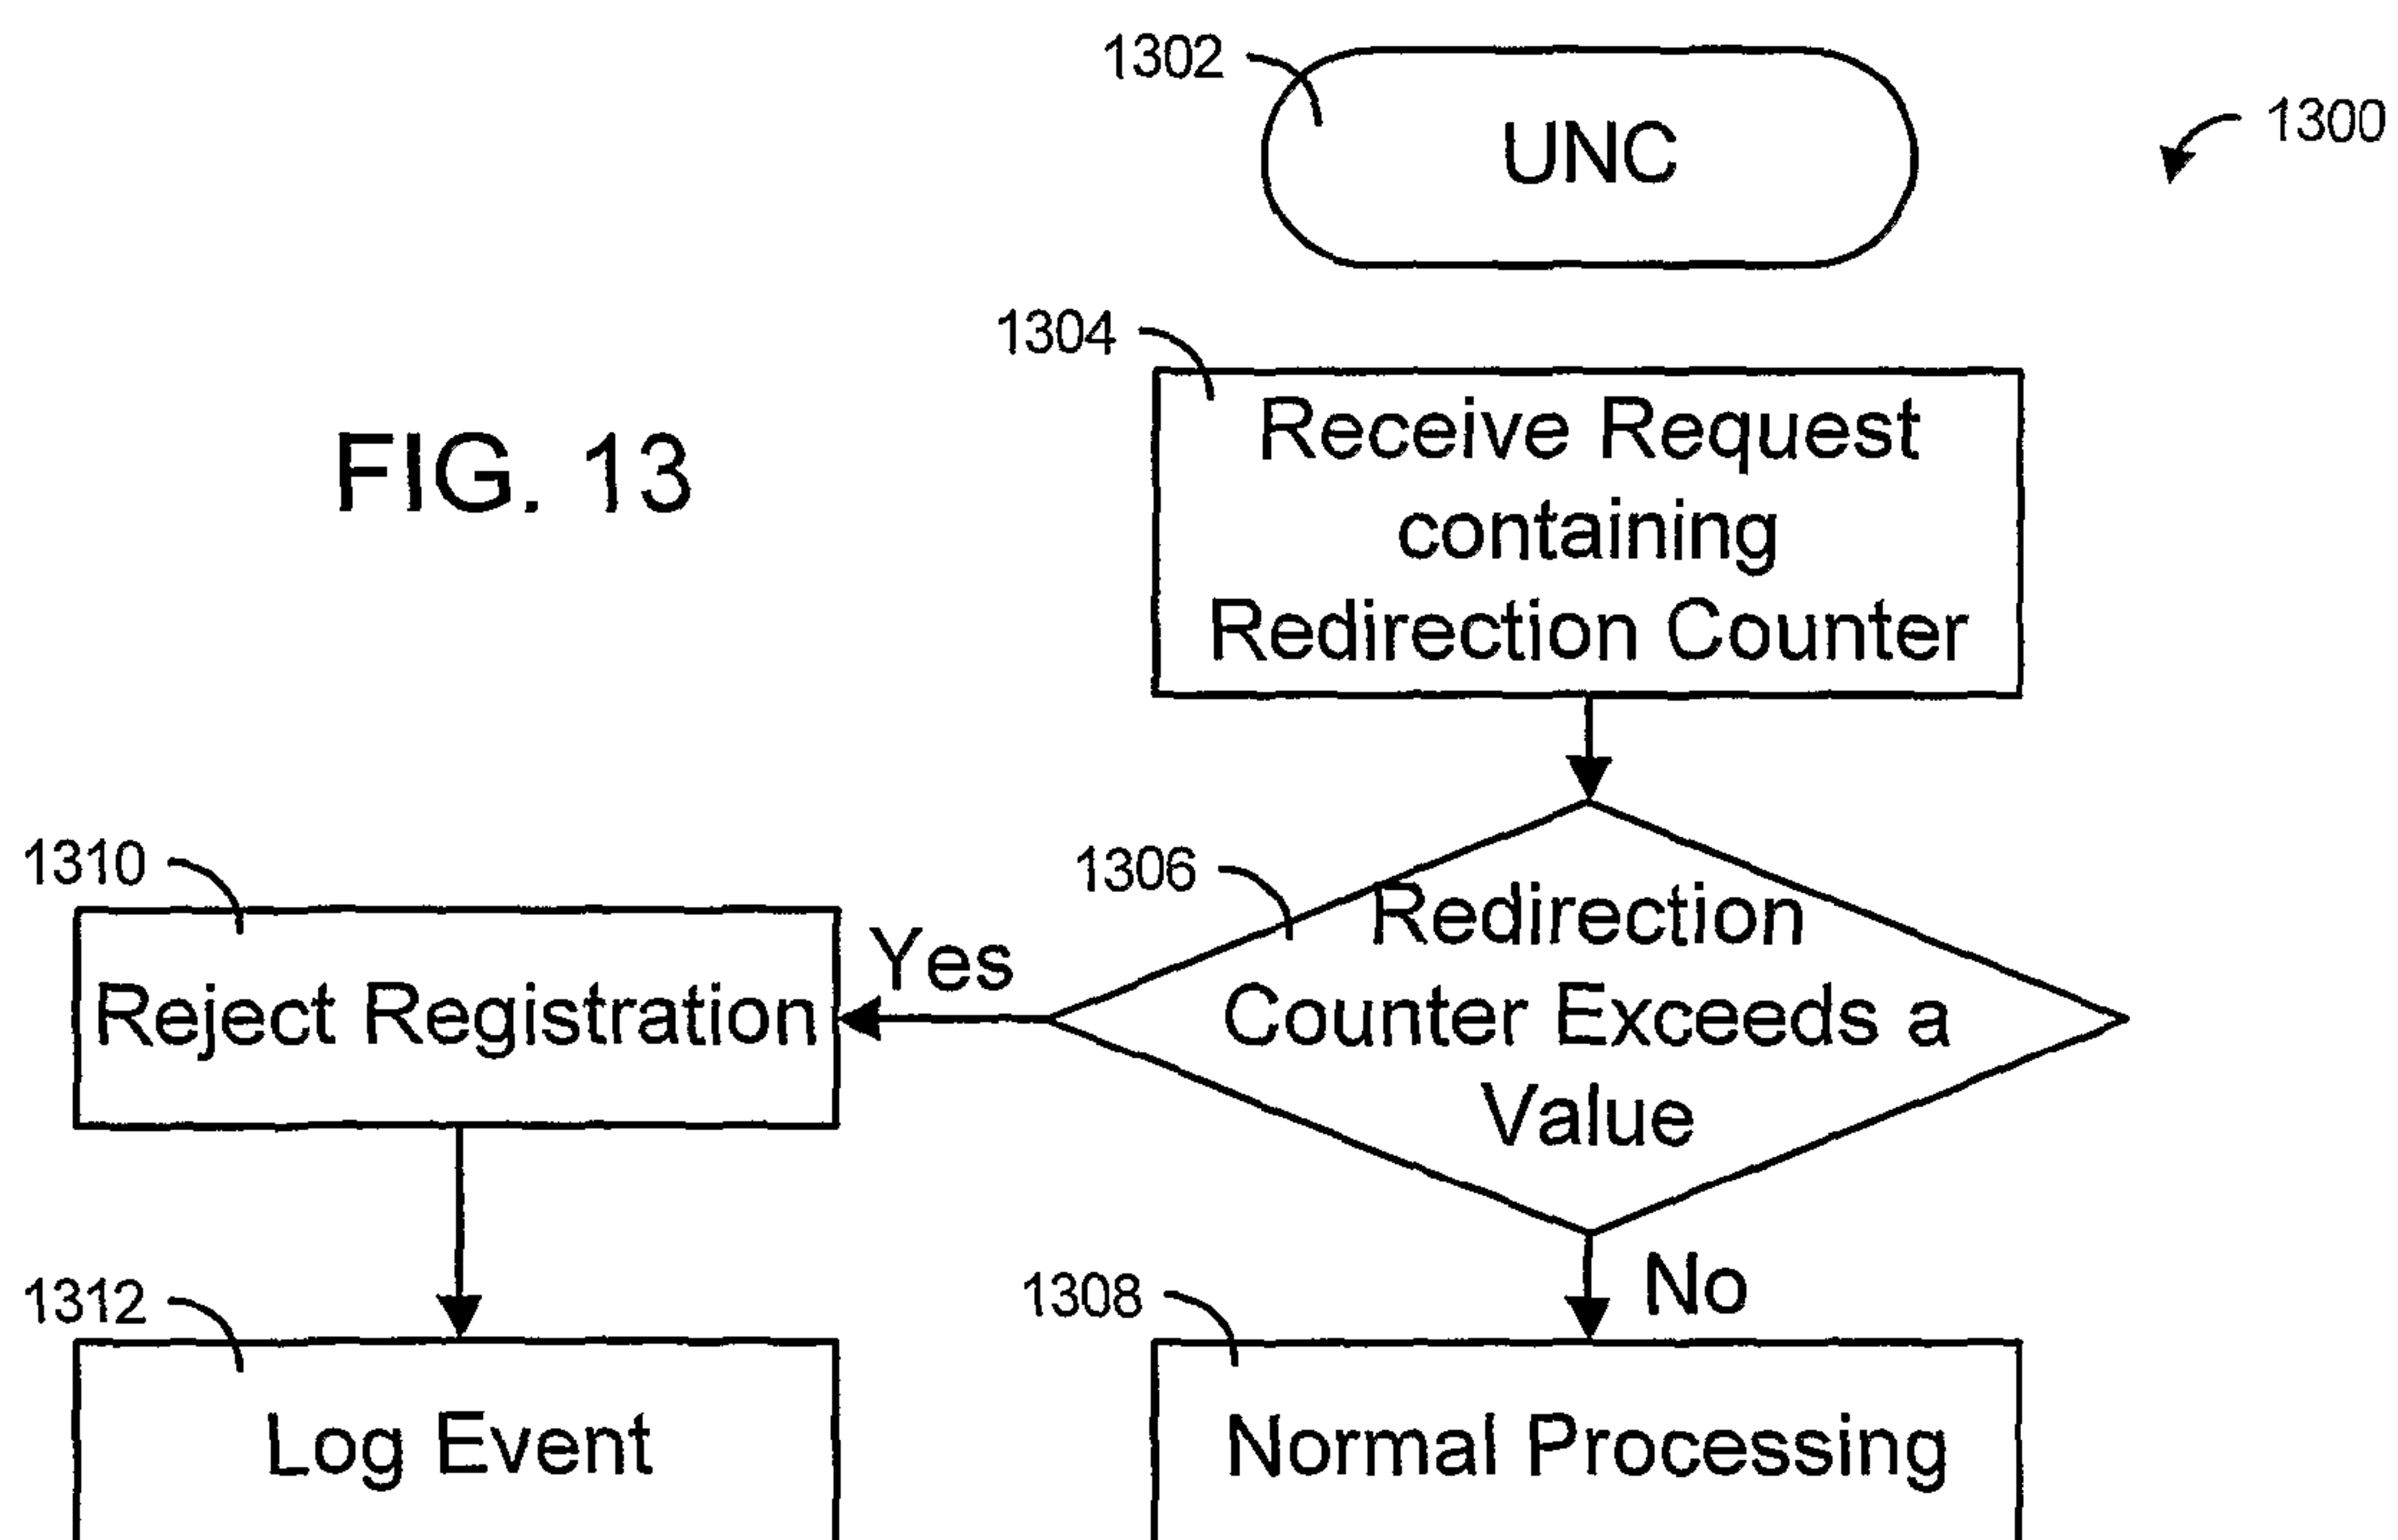 1302
UNC
1300
1304
Receive Request
containing
Redirection Counter
FIG. 13
1306
Redirection
Counter Exceeds a
Value
Yes
1310
Reject Registration
No
1312
Log Event
1308
Normal Processing